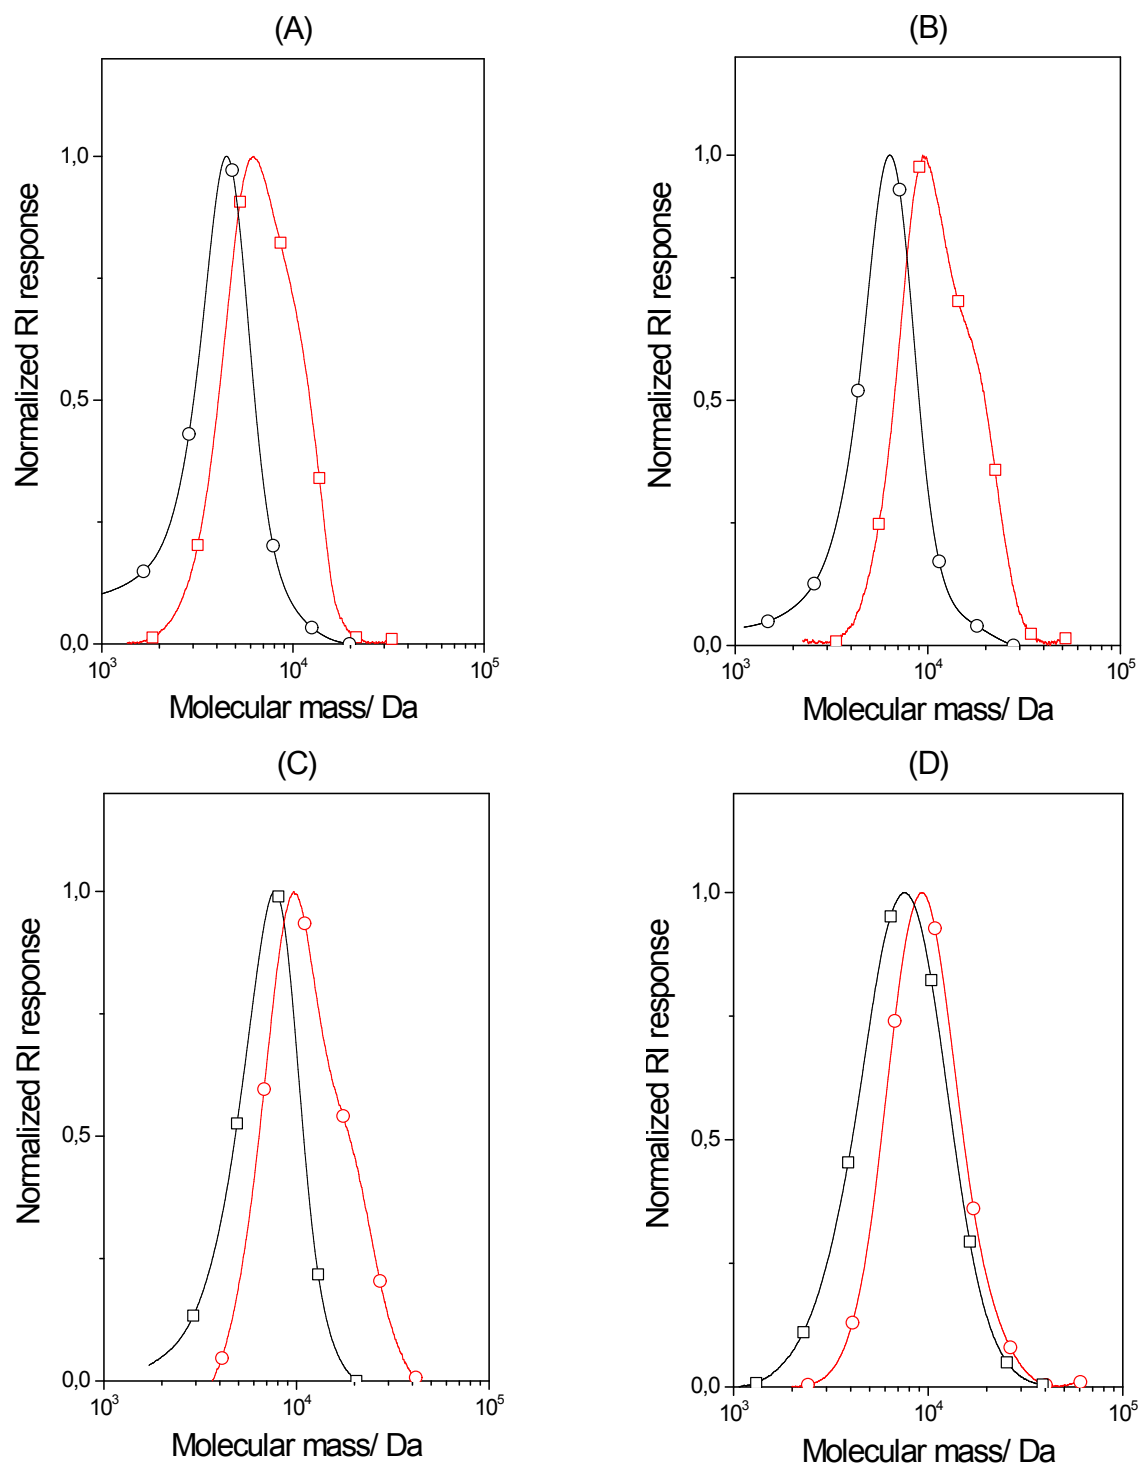 (A)
1,0
0,5
0,0
10³ 10⁴ 10⁵
Normalized RI response
Molecular mass/ Da
(B)
1,0
0,5
0,0
10³ 10⁴ 10⁵
Normalized RI response
Molecular mass/ Da
(C)
1,0
0,5
0,0
10³ 10⁴ 10⁵
Normalized RI response
Molecular mass/ Da
(D)
1,0
0,5
0,0
10³ 10⁴ 10⁵
Normalized RI response
Molecular mass/ Da